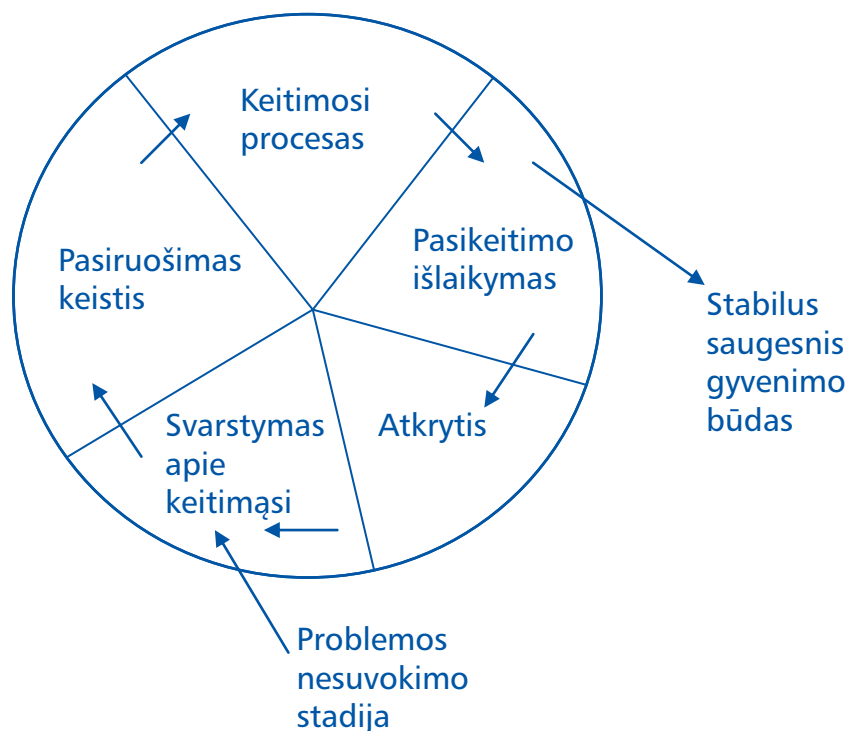 Keitimosi
procesas
Pasikeitimo
išlaikymas
Stabilus
saugesnis
gyvenimo
būdas
Atkrytis
Svarstymas
apie
keitimąsi
Pasiruošimas
keistis
Problemos
nesuvokimo
stadija